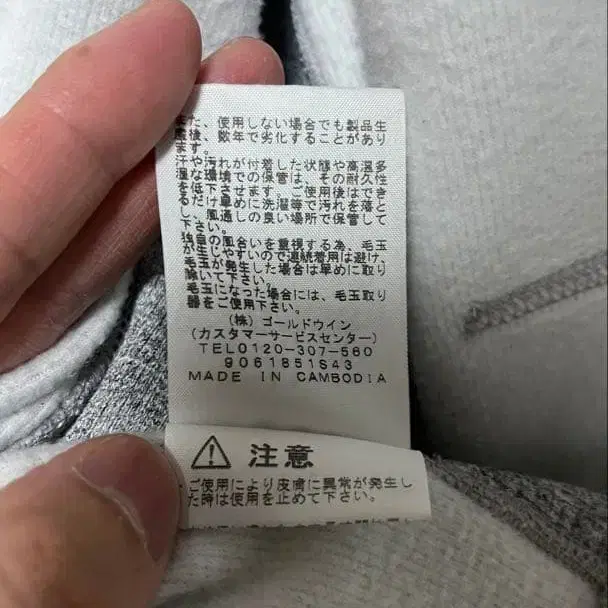 また、使用しない場合でも製品生
産後、数年で劣化することがあり
ます。
汗や汚れが付着した状態や高温多
湿な環境での保管は、その耐久性
を低下させます。ご使用後はでき
るだけ早めに洗濯等で汚れを落と
し、風通しの良い場所で保管して
下さい。
独自の風合いを重視する為、毛玉
が生じやすいので連続着用は避け、
毛玉が発生した場合は早めに取り
除いて下さい。
毛玉になった場合には、毛玉取り
器をご使用下さい。
(株) ゴールドウイン
(カスタマーサービスセンター)
TEL0120-307-560
9061851S43
MADE IN CAMBODIA
注意
ご使用により皮膚に異常が発生し
た時は使用を止めて下さい。